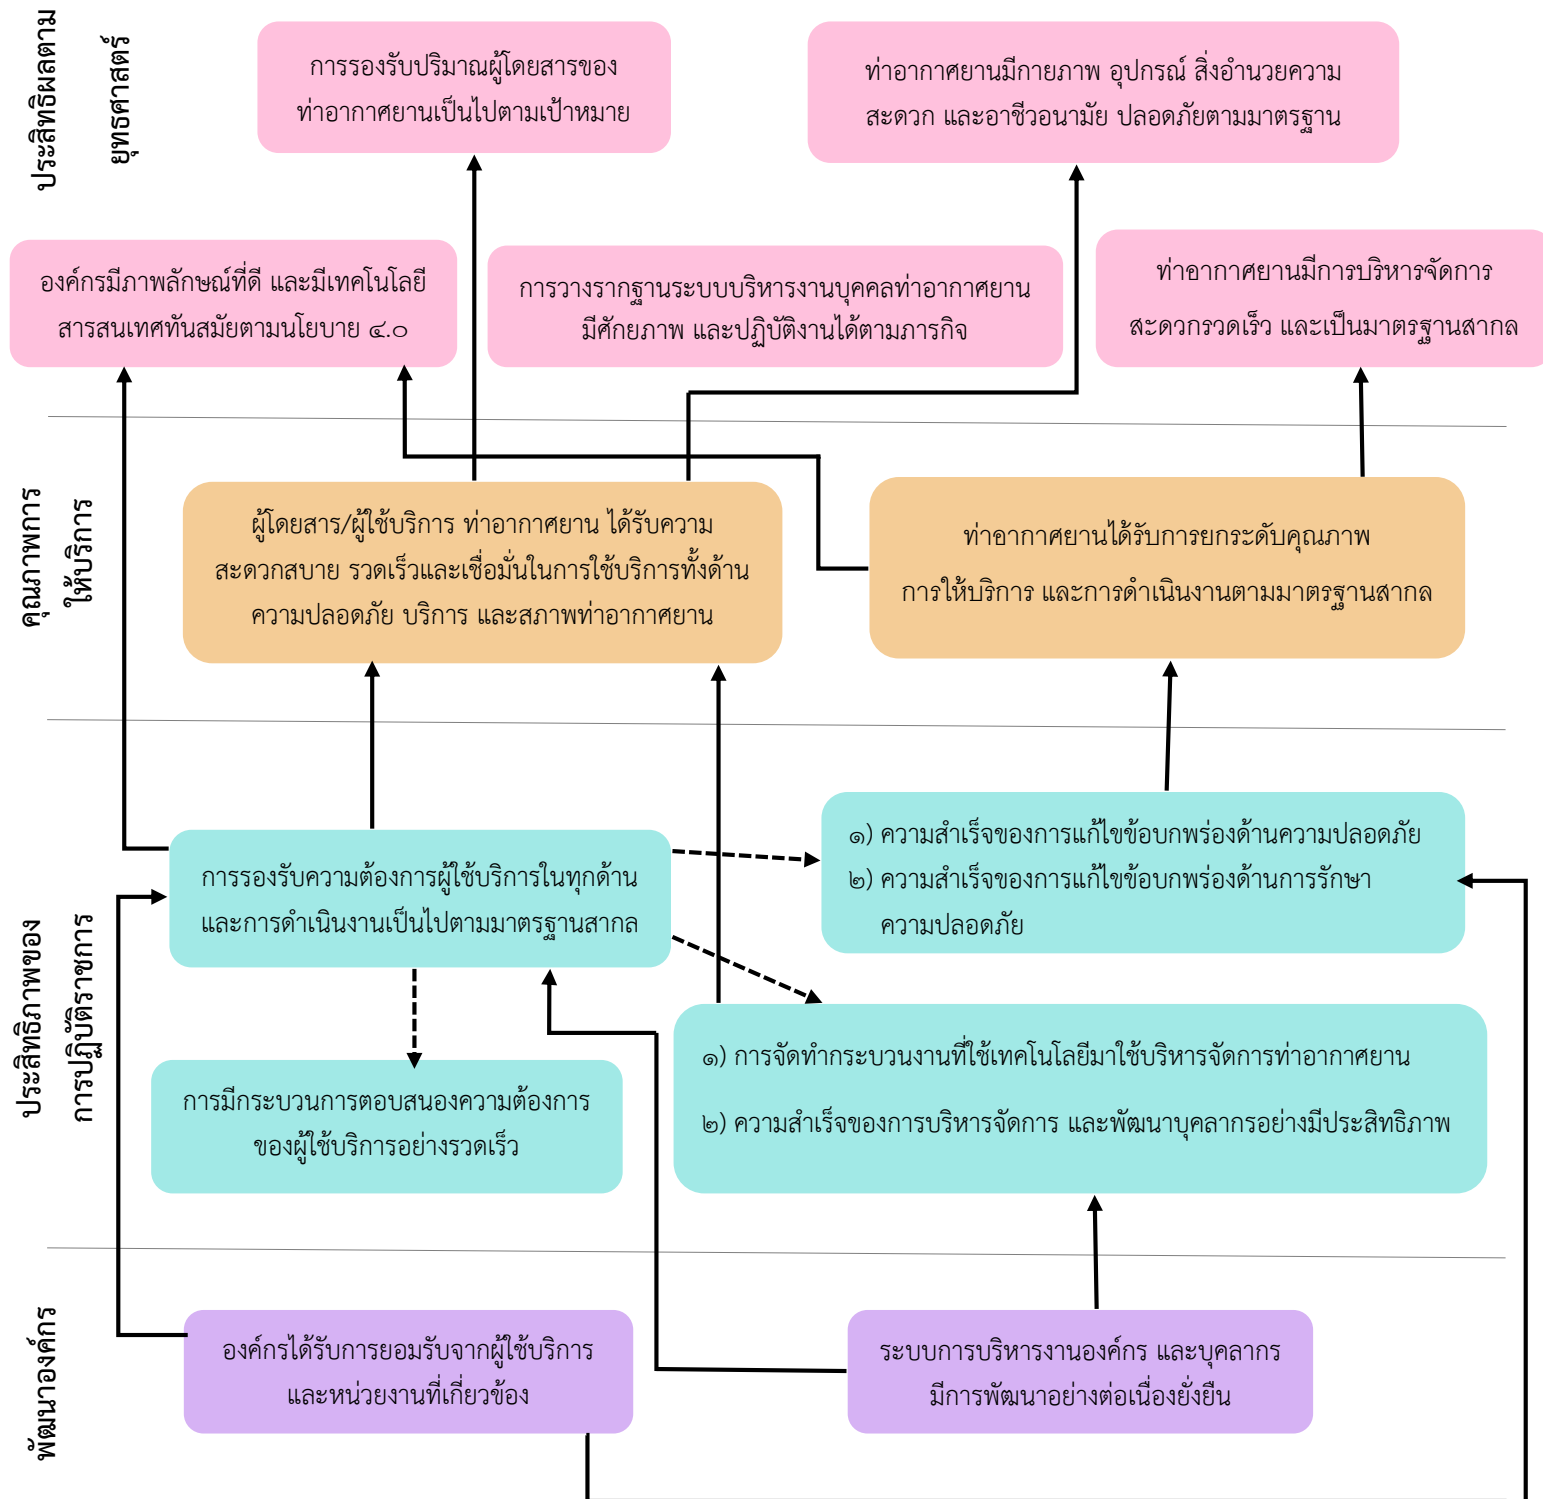 ประสิทธิผลตาม
ยุทธศาสตร์
การรองรับปริมาณผู้โดยสารของ
ท่าอากาศยานเป็นไปตามเป้าหมาย
ท่าอากาศยานมีกายภาพ อุปกรณ์ สิ่งอำนวยความ
สะดวก และอาชีวอนามัย ปลอดภัยตามมาตรฐาน
องค์กรมีภาพลักษณ์ที่ดี และมีเทคโนโลยี
สารสนเทศทันสมัยตามนโยบาย ๔.๐
การวางรากฐานระบบบริหารงานบุคคลท่าอากาศยาน
มีศักยภาพ และปฏิบัติงานได้ตามภารกิจ
ท่าอากาศยานมีการบริหารจัดการ
สะดวกรวดเร็ว และเป็นมาตรฐานสากล
คุณภาพการ
ให้บริการ
ผู้โดยสาร/ผู้ใช้บริการ ท่าอากาศยาน ได้รับความ
สะดวกสบาย รวดเร็วและเชื่อมั่นในการใช้บริการทั้งด้าน
ความปลอดภัย บริการ และสภาพท่าอากาศยาน
ท่าอากาศยานได้รับการยกระดับคุณภาพ
การให้บริการ และการดำเนินงานตามมาตรฐานสากล
ประสิทธิภาพของ
การปฏิบัติราชการ
การรองรับความต้องการผู้ใช้บริการในทุกด้าน
และการดำเนินงานเป็นไปตามมาตรฐานสากล
๑) ความสำเร็จของการแก้ไขข้อบกพร่องด้านความปลอดภัย
๒) ความสำเร็จของการแก้ไขข้อบกพร่องด้านการรักษา
ความปลอดภัย
การมีกระบวนการตอบสนองความต้องการ
ของผู้ใช้บริการอย่างรวดเร็ว
๑) การจัดทำกระบวนงานที่ใช้เทคโนโลยีมาใช้บริหารจัดการท่าอากาศยาน
๒) ความสำเร็จของการบริหารจัดการ และพัฒนาบุคลากรอย่างมีประสิทธิภาพ
พัฒนาองค์กร
องค์กรได้รับการยอมรับจากผู้ใช้บริการ
และหน่วยงานที่เกี่ยวข้อง
ระบบการบริหารงานองค์กร และบุคลากร
มีการพัฒนาอย่างต่อเนื่องยั่งยืน